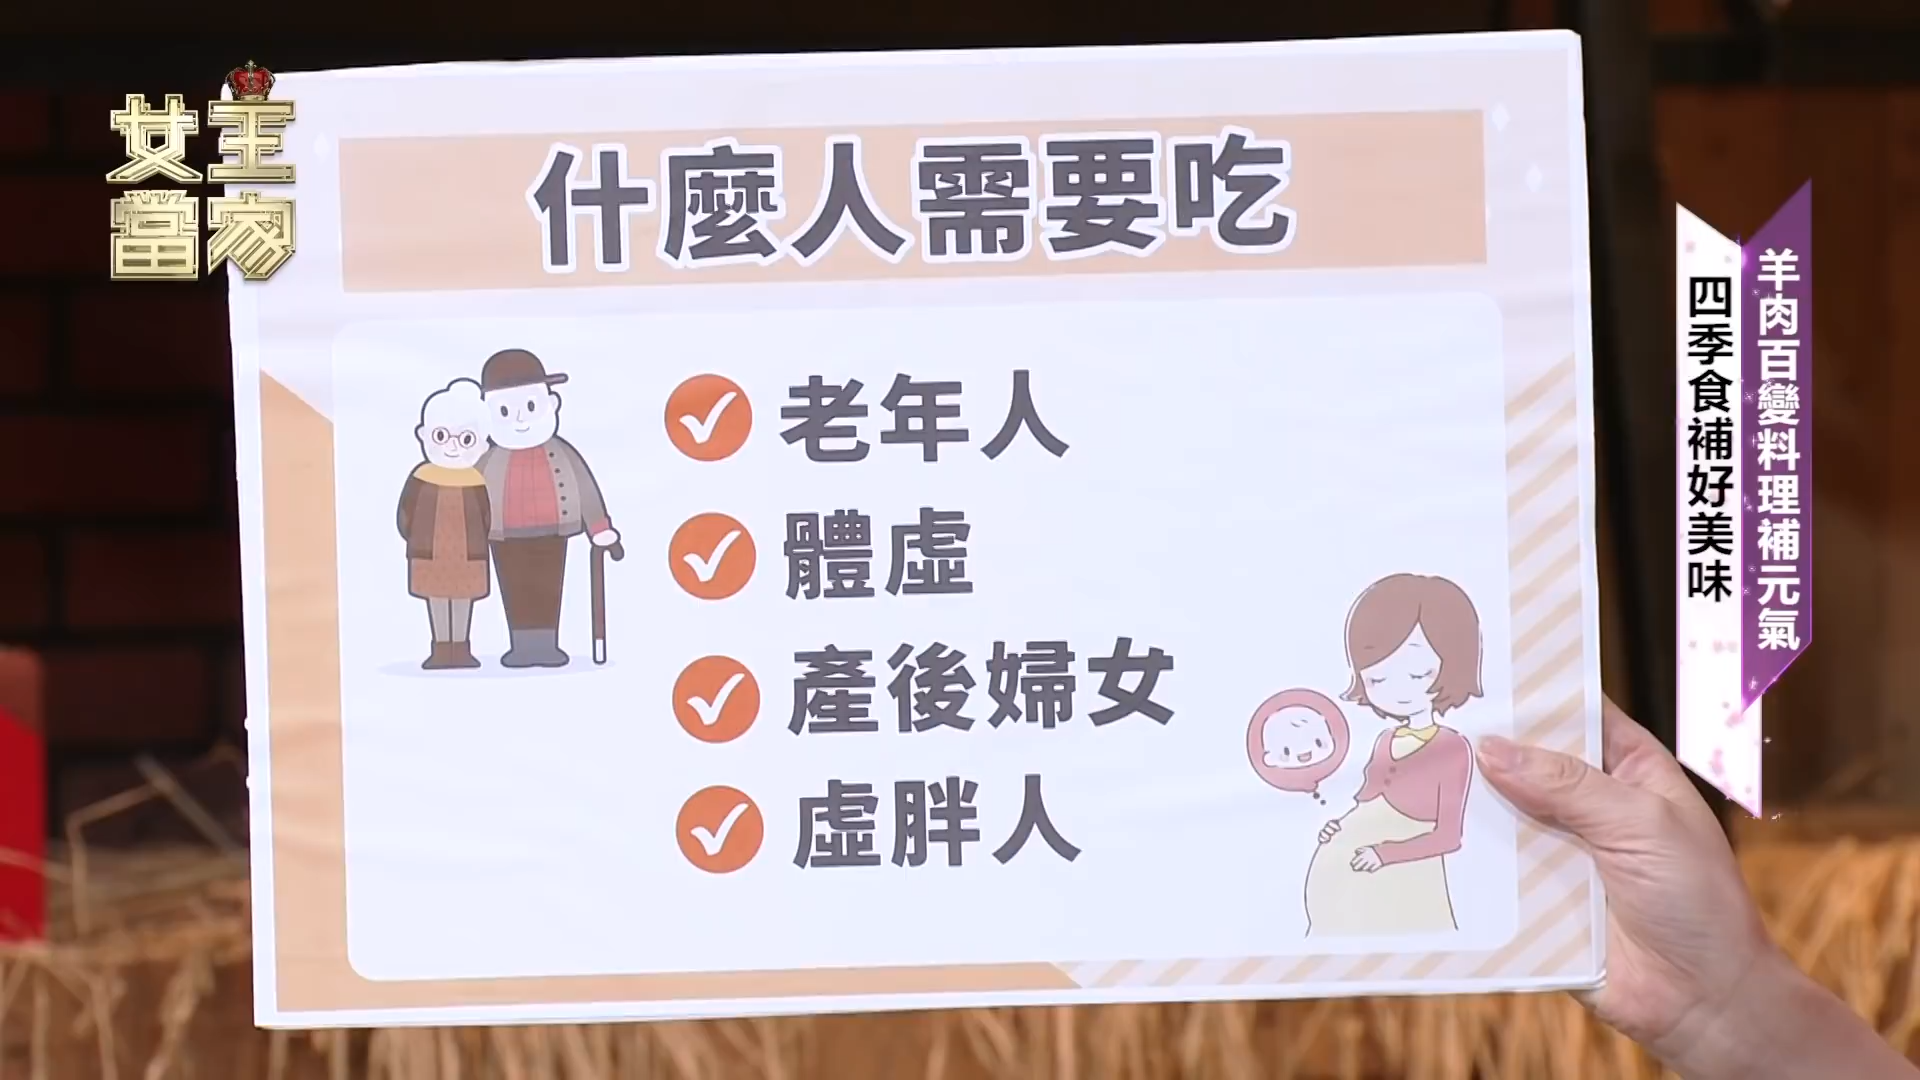 女王
當家
什麼人需要吃
老年人
體虛
產後婦女
虛胖人
羊肉百變料理補元氣
四季食補好美味